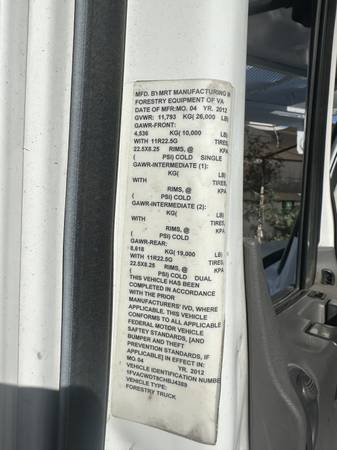 MFD. BY:MRT MANUFACTURING IN
FORESTRY EQUIPMENT OF VA
DATE OF MFTR:MO. 04 YR. 2012
GVWR: 11,793 KG( 26,000 LB)
GAWR-FRONT:
4,536 KG( 10,000 LB)
WITH 11R22.5G TIRES,
22.5X8.25 RIMS, @ KPA
( PSI) COLD SINGLE
GAWR-INTERMEDIATE (1):
KG( LB)
WITH TIRES,
RIMS, @ KPA
( PSI) COLD
GAWR-INTERMEDIATE (2):
KG( LB)
WITH TIRES,
RIMS, @ KPA
( PSI) COLD
GAWR-REAR:
8,618 KG( 19,000 LB)
WITH 11R22.5G TIRES,
22.5X8.25 RIMS, @ KPA
( PSI) COLD DUAL
THIS VEHICLE HAS BEEN
COMPLETED IN ACCORDANCE
WITH THE PRIOR
MANUFACTURERS' IVD, WHERE
APPLICABLE. THIS VEHICLE
CONFORMS TO ALL APPLICABLE
FEDERAL MOTOR VEHICLE
SAFTEY STANDARDS, [AND
BUMPER AND THEFT
PREVENTION STANDARDS, IF
APPLICABLE] IN EFFECT IN
MO. 04 YR. 2012
VEHICLE IDENTIFICATION NUMBE
1FVACWDT8CHBJ4389
VEHICLE TYPE:
FORESTRY TRUCK